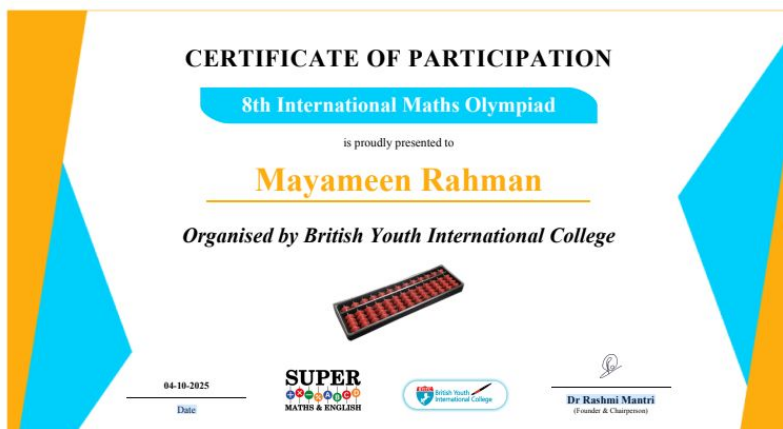 CERTIFICATE OF PARTICIPATION
8th International Maths Olympiad
is proudly presented to
Mayameen Rahman
Organised by British Youth International College
04-10-2025
Date
SUPER
+ × − % A B C D
MATHS & ENGLISH
British Youth
International College
Dr Rashmi Mantri
(Founder & Chairperson)